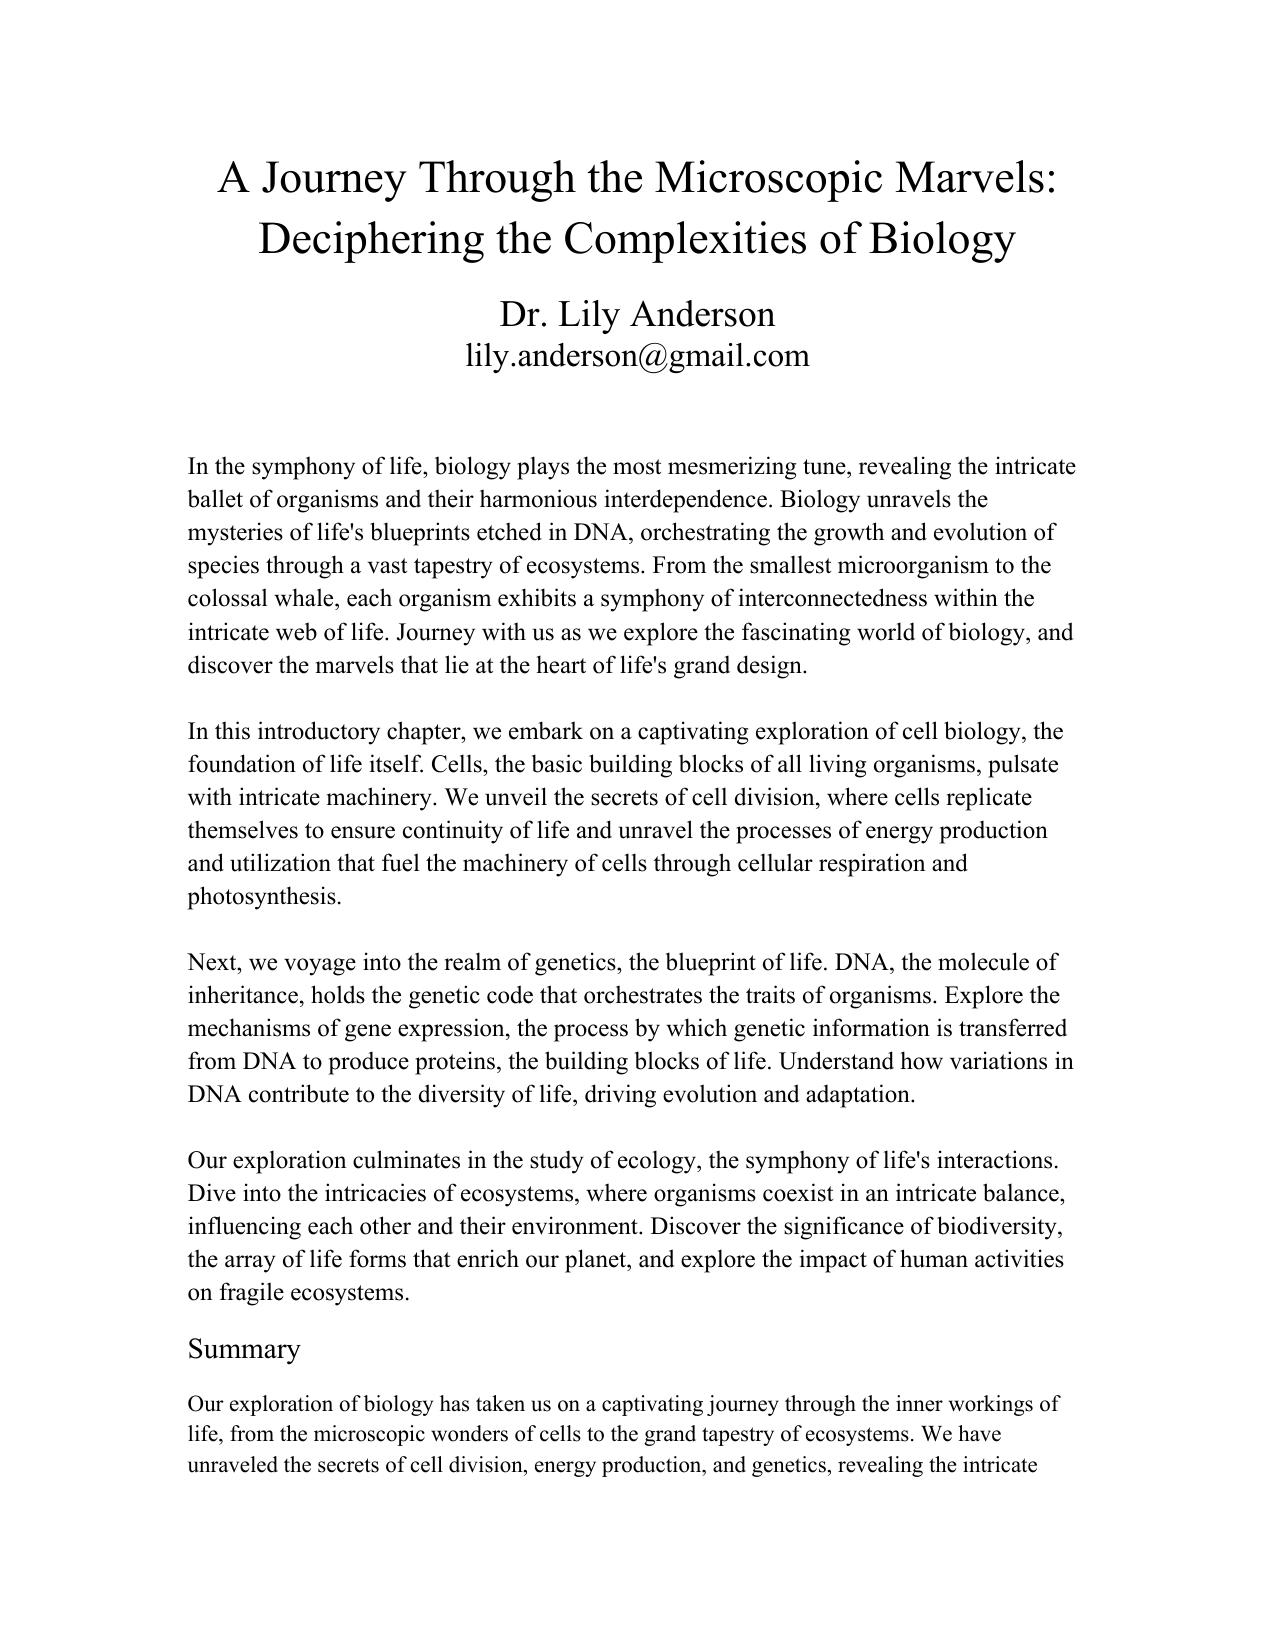 A Journey Through the Microscopic Marvels:
Deciphering the Complexities of Biology
Dr. Lily Anderson
lily.anderson@gmail.com
In the symphony of life, biology plays the most mesmerizing tune, revealing the intricate
ballet of organisms and their harmonious interdependence. Biology unravels the
mysteries of life's blueprints etched in DNA, orchestrating the growth and evolution of
species through a vast tapestry of ecosystems. From the smallest microorganism to the
colossal whale, each organism exhibits a symphony of interconnectedness within the
intricate web of life. Journey with us as we explore the fascinating world of biology, and
discover the marvels that lie at the heart of life's grand design.
In this introductory chapter, we embark on a captivating exploration of cell biology, the
foundation of life itself. Cells, the basic building blocks of all living organisms, pulsate
with intricate machinery. We unveil the secrets of cell division, where cells replicate
themselves to ensure continuity of life and unravel the processes of energy production
and utilization that fuel the machinery of cells through cellular respiration and
photosynthesis.
Next, we voyage into the realm of genetics, the blueprint of life. DNA, the molecule of
inheritance, holds the genetic code that orchestrates the traits of organisms. Explore the
mechanisms of gene expression, the process by which genetic information is transferred
from DNA to produce proteins, the building blocks of life. Understand how variations in
DNA contribute to the diversity of life, driving evolution and adaptation.
Our exploration culminates in the study of ecology, the symphony of life's interactions.
Dive into the intricacies of ecosystems, where organisms coexist in an intricate balance,
influencing each other and their environment. Discover the significance of biodiversity,
the array of life forms that enrich our planet, and explore the impact of human activities
on fragile ecosystems.
Summary
Our exploration of biology has taken us on a captivating journey through the inner workings of
life, from the microscopic wonders of cells to the grand tapestry of ecosystems. We have
unraveled the secrets of cell division, energy production, and genetics, revealing the intricate